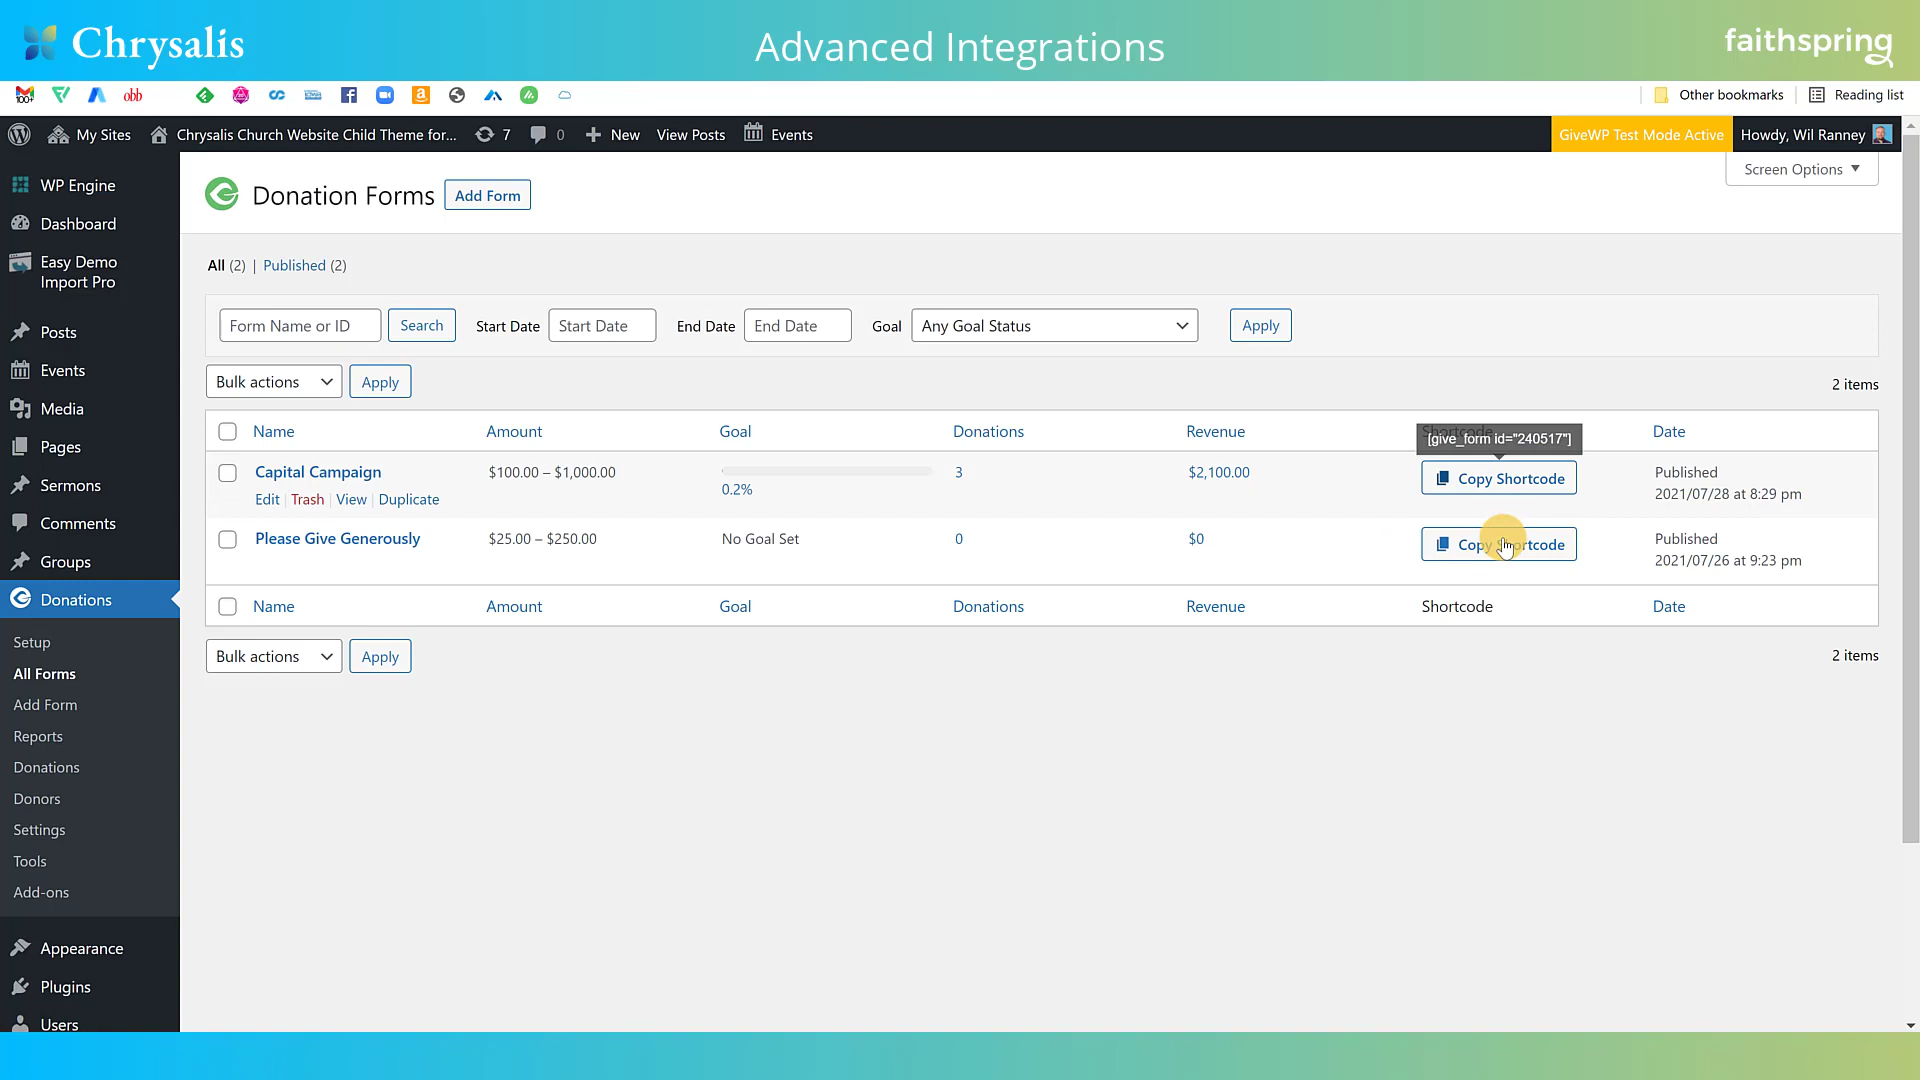 Chrysalis
Advanced Integrations
faithspring
100+
obb
Other bookmarks
Reading list
My Sites
Chrysalis Church Website Child Theme for...
7
0
New
View Posts
Events
GiveWP Test Mode Active
Howdy, Wil Ranney
WP Engine
Dashboard
Easy Demo
Import Pro
Posts
Events
Media
Pages
Sermons
Comments
Groups
Donations
Setup
All Forms
Add Form
Reports
Donations
Donors
Settings
Tools
Add-ons
Appearance
Plugins
Users
Screen Options
Donation Forms
Add Form
All (2) | Published (2)
Form Name or ID
Search
Start Date
Start Date
End Date
End Date
Goal
Any Goal Status
Apply
Bulk actions
Apply
2 items
Name
Amount
Goal
Donations
Revenue
Shortcode
Date
[give_form id="240517"]
Capital Campaign
$100.00 – $1,000.00
0.2%
3
$2,100.00
Copy Shortcode
Published
2021/07/28 at 8:29 pm
Edit | Trash | View | Duplicate
Please Give Generously
$25.00 – $250.00
No Goal Set
0
$0
Copy Shortcode
Published
2021/07/26 at 9:23 pm
Name
Amount
Goal
Donations
Revenue
Shortcode
Date
Bulk actions
Apply
2 items